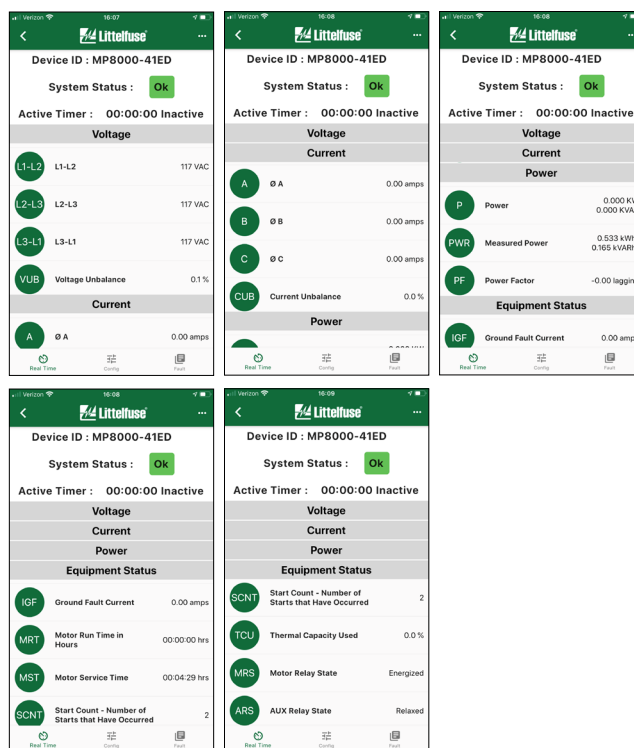 Verizon 16:07
Littelfuse
Device ID : MP8000-41ED
System Status : Ok
Active Timer : 00:00:00 Inactive
Voltage
L1-L2 L1-L2 117 VAC
L2-L3 L2-L3 117 VAC
L3-L1 L3-L1 117 VAC
VUB Voltage Unbalance 0.1 %
Current
A Ø A 0.00 amps
Real Time Config Fault
Verizon 16:08
Littelfuse
Device ID : MP8000-41ED
System Status : Ok
Active Timer : 00:00:00 Inactive
Voltage
Current
A Ø A 0.00 amps
B Ø B 0.00 amps
C Ø C 0.00 amps
CUB Current Unbalance 0.0 %
Power
Real Time Config Fault
Verizon 16:08
Littelfuse
Device ID : MP8000-41ED
System Status : Ok
Active Timer : 00:00:00 Inactive
Voltage
Current
Power
P Power 0.000 KW
0.000 KVA
PWR Measured Power 0.533 kWh
0.165 kVARh
PF Power Factor -0.00 laggin
Equipment Status
IGF Ground Fault Current 0.00 amp
Real Time Config Fault
Verizon 16:08
Littelfuse
Device ID : MP8000-41ED
System Status : Ok
Active Timer : 00:00:00 Inactive
Voltage
Current
Power
Equipment Status
IGF Ground Fault Current 0.00 amps
MRT Motor Run Time in
Hours 00:00:00 hrs
MST Motor Service Time 00:04:29 hrs
SCNT Start Count - Number of
Starts that Have Occurred 2
Real Time Config Fault
Verizon 16:09
Littelfuse
Device ID : MP8000-41ED
System Status : Ok
Active Timer : 00:00:00 Inactive
Voltage
Current
Power
Equipment Status
SCNT Start Count - Number of
Starts that Have Occurred 2
TCU Thermal Capacity Used 0.0 %
MRS Motor Relay State Energized
ARS AUX Relay State Relaxed
Real Time Config Fault